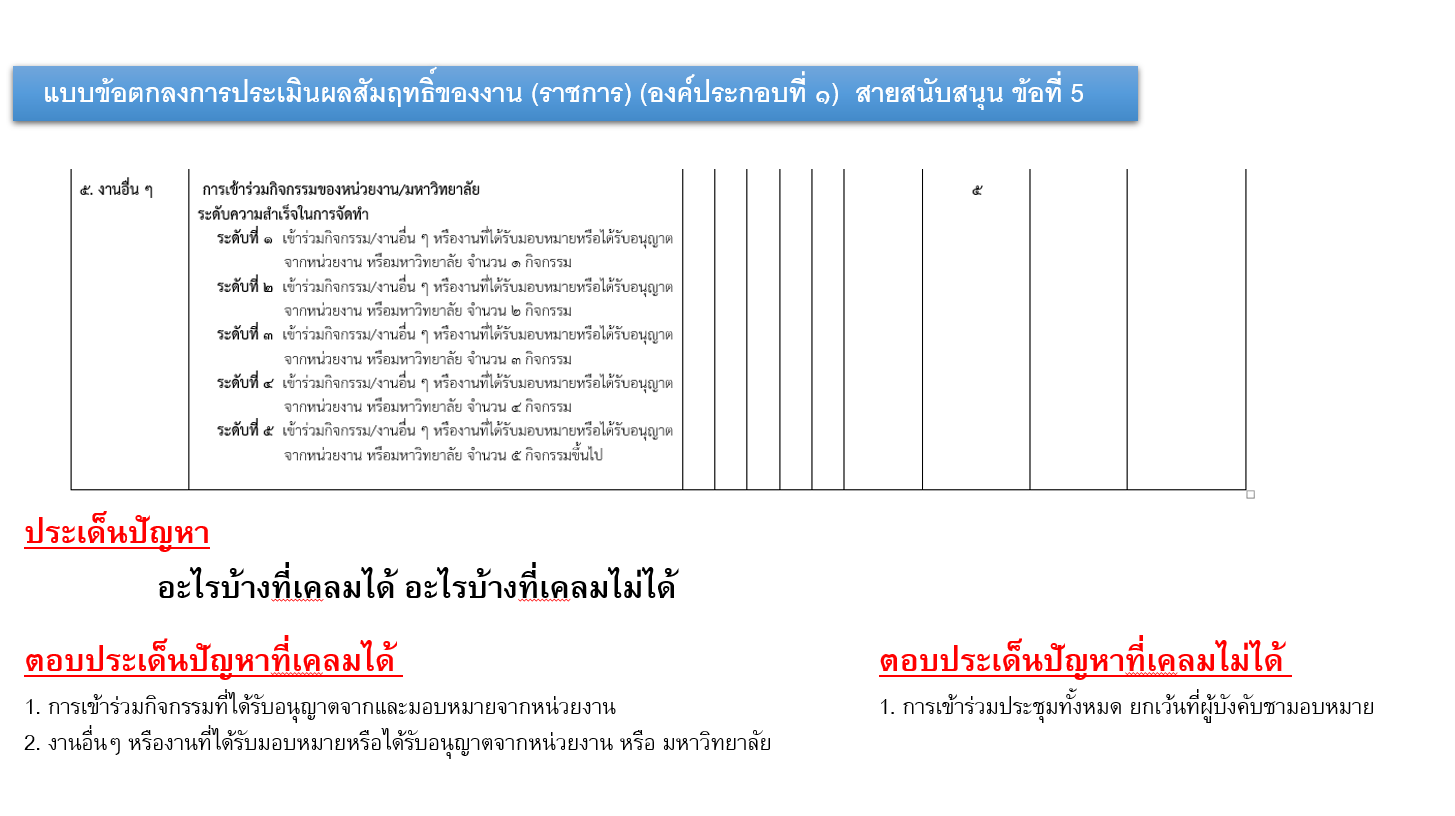 แบบข้อตกลงการประเมินผลสัมฤทธิ์ของงาน (ราชการ) (องค์ประกอบที่ ๑) สายสนับสนุน ข้อที่ 5
๕. งานอื่น ๆ การเข้าร่วมกิจกรรมของหน่วยงาน/มหาวิทยาลัย ๕
ระดับความสำเร็จในการจัดทำ
ระดับที่ ๑ เข้าร่วมกิจกรรม/งานอื่น ๆ หรืองานที่ได้รับมอบหมายหรือได้รับอนุญาต
จากหน่วยงาน หรือมหาวิทยาลัย จำนวน ๑ กิจกรรม
ระดับที่ ๒ เข้าร่วมกิจกรรม/งานอื่น ๆ หรืองานที่ได้รับมอบหมายหรือได้รับอนุญาต
จากหน่วยงาน หรือมหาวิทยาลัย จำนวน ๒ กิจกรรม
ระดับที่ ๓ เข้าร่วมกิจกรรม/งานอื่น ๆ หรืองานที่ได้รับมอบหมายหรือได้รับอนุญาต
จากหน่วยงาน หรือมหาวิทยาลัย จำนวน ๓ กิจกรรม
ระดับที่ ๔ เข้าร่วมกิจกรรม/งานอื่น ๆ หรืองานที่ได้รับมอบหมายหรือได้รับอนุญาต
จากหน่วยงาน หรือมหาวิทยาลัย จำนวน ๔ กิจกรรม
ระดับที่ ๕ เข้าร่วมกิจกรรม/งานอื่น ๆ หรืองานที่ได้รับมอบหมายหรือได้รับอนุญาต
จากหน่วยงาน หรือมหาวิทยาลัย จำนวน ๕ กิจกรรมขึ้นไป
ประเด็นปัญหา
อะไรบ้างที่เคลมได้ อะไรบ้างที่เคลมไม่ได้
ตอบประเด็นปัญหาที่เคลมได้
1. การเข้าร่วมกิจกรรมที่ได้รับอนุญาตจากและมอบหมายจากหน่วยงาน
2. งานอื่นๆ หรืองานที่ได้รับมอบหมายหรือได้รับอนุญาตจากหน่วยงาน หรือ มหาวิทยาลัย
ตอบประเด็นปัญหาที่เคลมไม่ได้
1. การเข้าร่วมประชุมทั้งหมด ยกเว้นที่ผู้บังคับชามอบหมาย